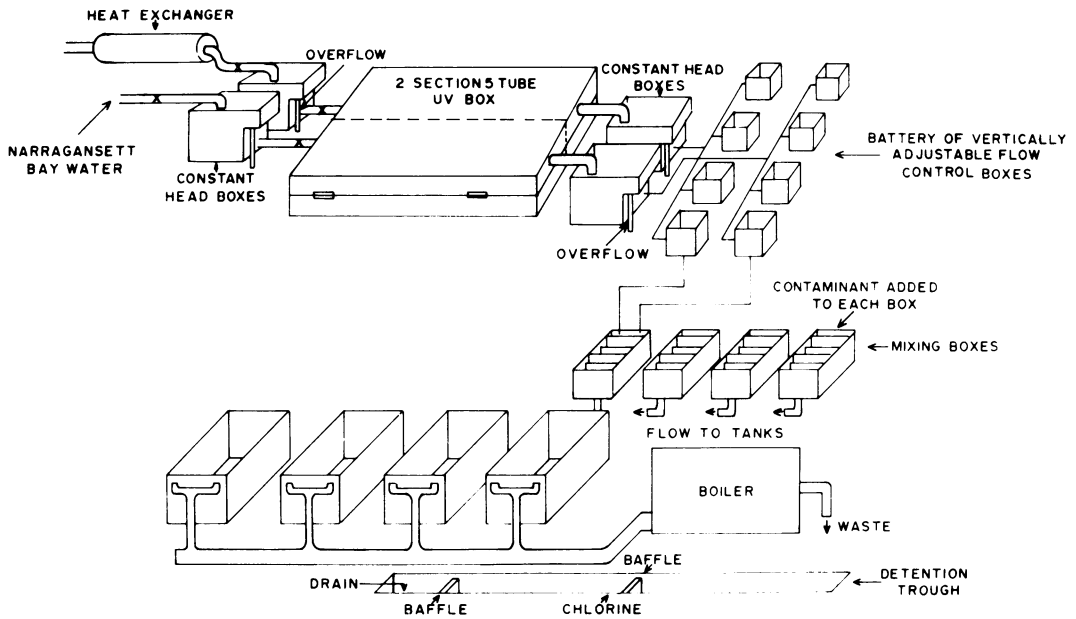 HEAT EXCHANGER
OVERFLOW
2 SECTION 5 TUBE
UV BOX
CONSTANT HEAD
BOXES
NARRAGANSETT
BAY WATER
CONSTANT
HEAD BOXES
BATTERY OF VERTICALLY
ADJUSTABLE FLOW
CONTROL BOXES
OVERFLOW
CONTAMINANT ADDED
TO EACH BOX
MIXING BOXES
FLOW TO TANKS
BOILER
WASTE
BAFFLE
DRAIN
BAFFLE
CHLORINE
DETENTION
TROUGH